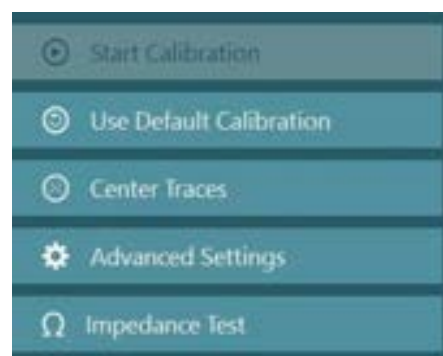 Start Calibration
Use Default Calibration
Center Traces
Advanced Settings
Ω Impedance Test